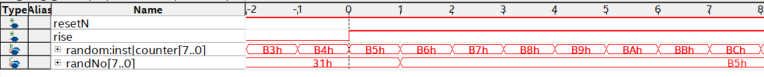 Type Alias Name -2 -1 0 1 2 3 4 5 6 7 8
resetN
rise
random:inst|counter[7..0] B3h B4h B5h B6h B7h B8h B9h BAh BBh BCh
randNo[7..0] 31h B5h